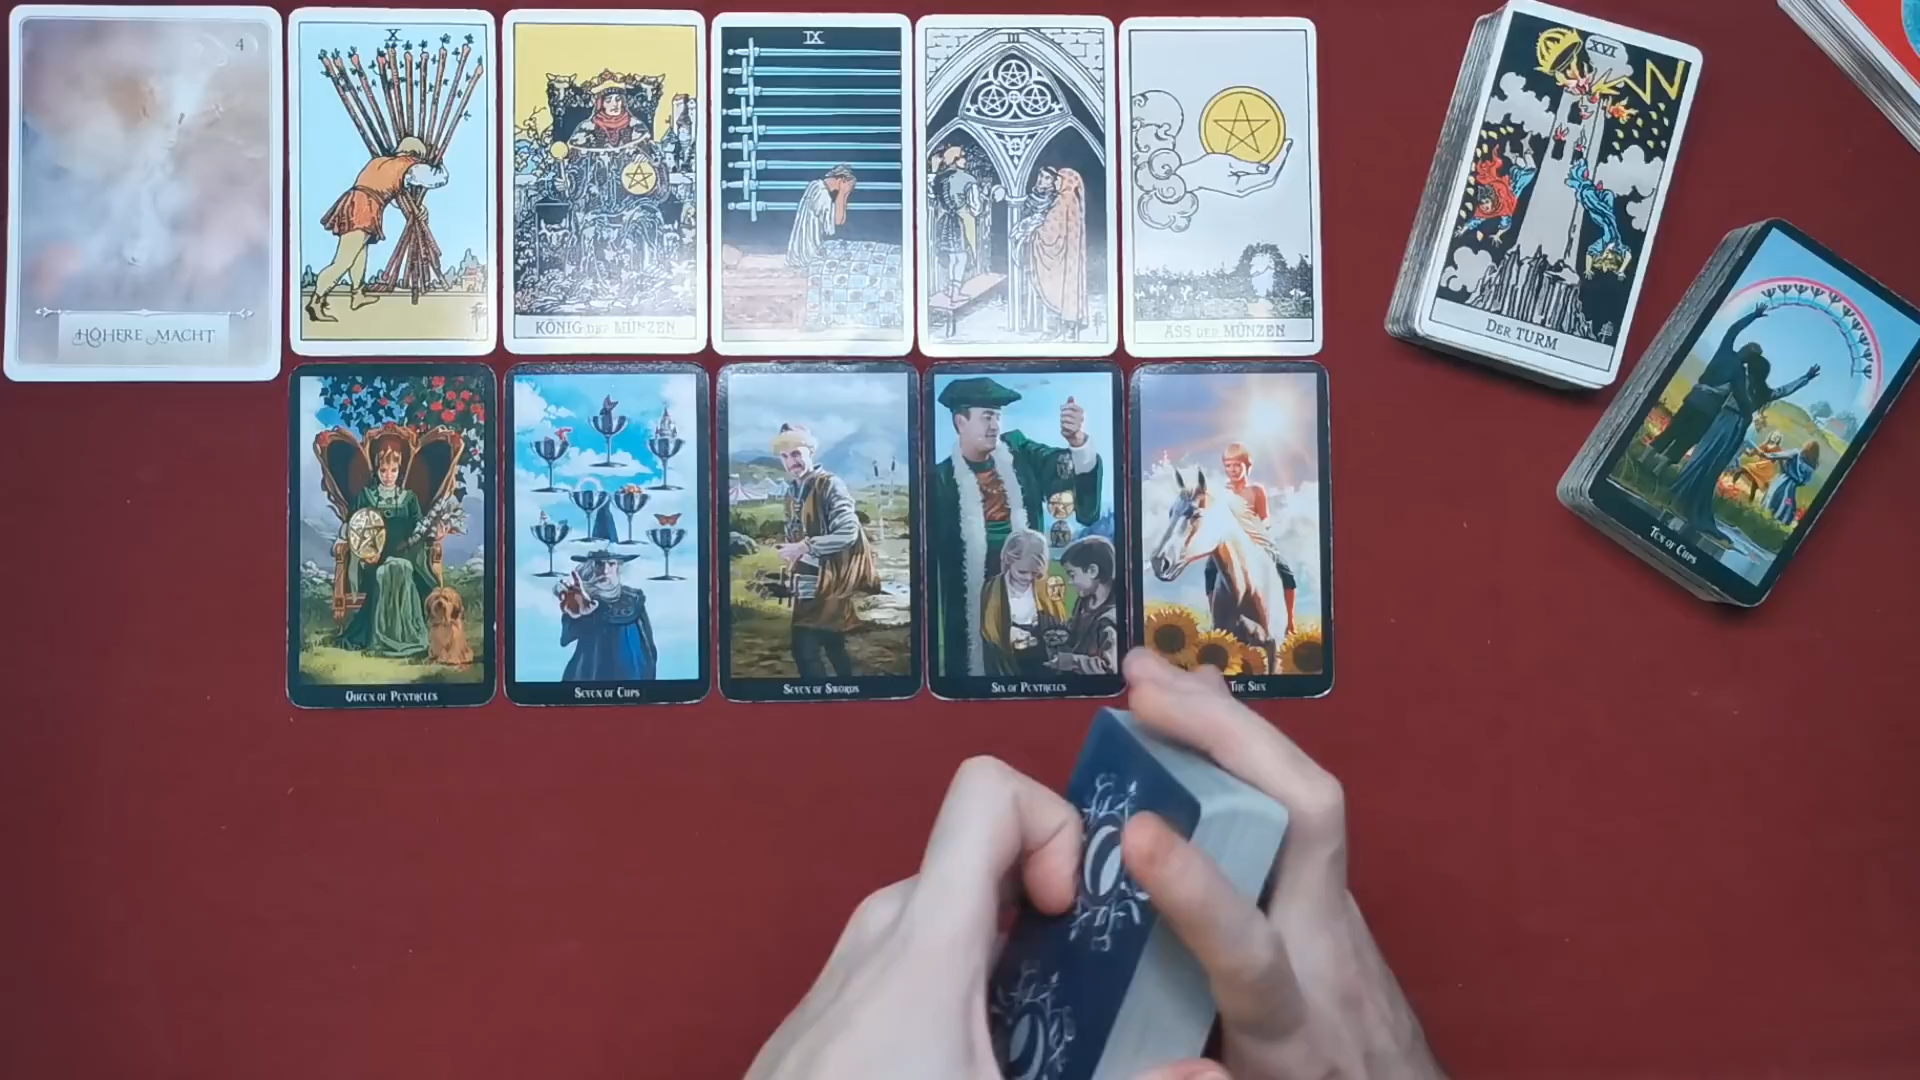 4
HÖHERE MACHT
X
KÖNIG DER MÜNZEN
IX
III
ASS DER MÜNZEN
XVI
DER TURM
QUEEN OF PENTACLES
SEVEN OF CUPS
SEVEN OF SWORDS
SIX OF PENTACLES
THE SUN
TEN OF CUPS